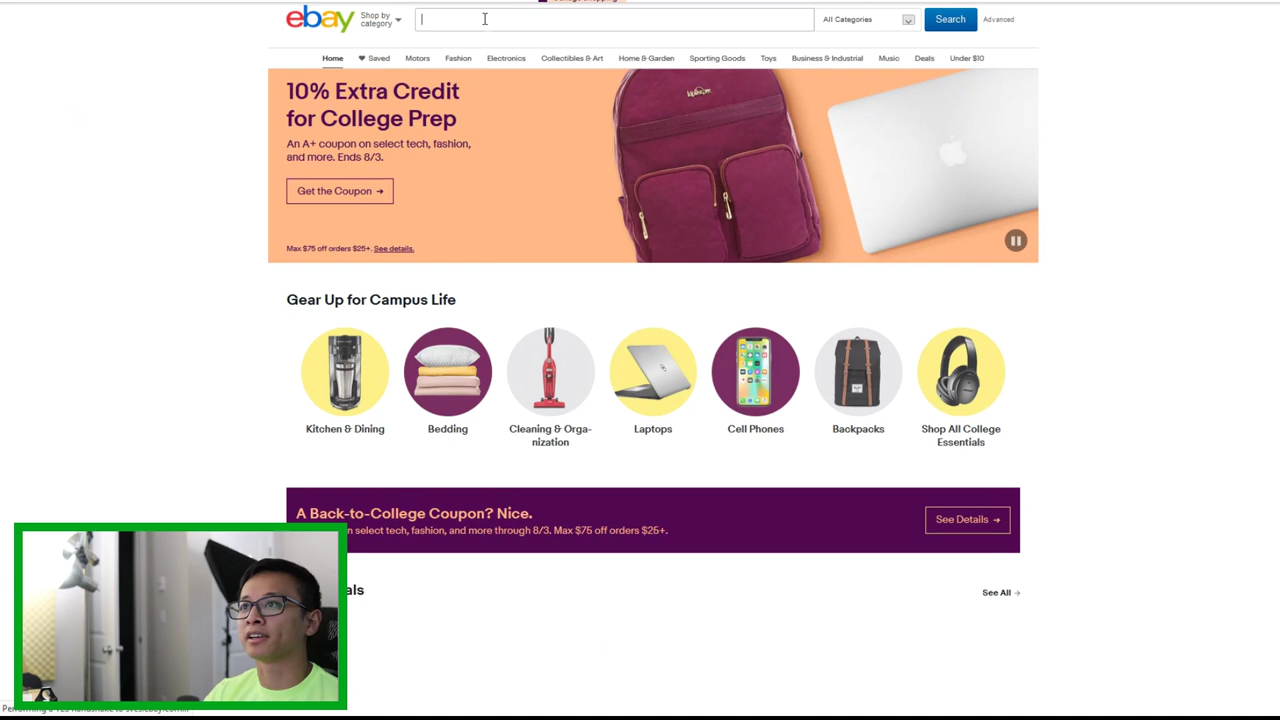 ebay
Shop by
category
All Categories
Search
Advanced
Home
Saved
Motors
Fashion
Electronics
Collectibles & Art
Home & Garden
Sporting Goods
Toys
Business & Industrial
Music
Deals
Under $10
10% Extra Credit
for College Prep
An A+ coupon on select tech, fashion,
and more. Ends 8/3.
Get the Coupon →
Max $75 off orders $25+. See details.
Gear Up for Campus Life
Kitchen & Dining
Bedding
Cleaning & Orga-
nization
Laptops
Cell Phones
Backpacks
Shop All College
Essentials
A Back-to-College Coupon? Nice.
n select tech, fashion, and more through 8/3. Max $75 off orders $25+.
See Details →
als
See All →